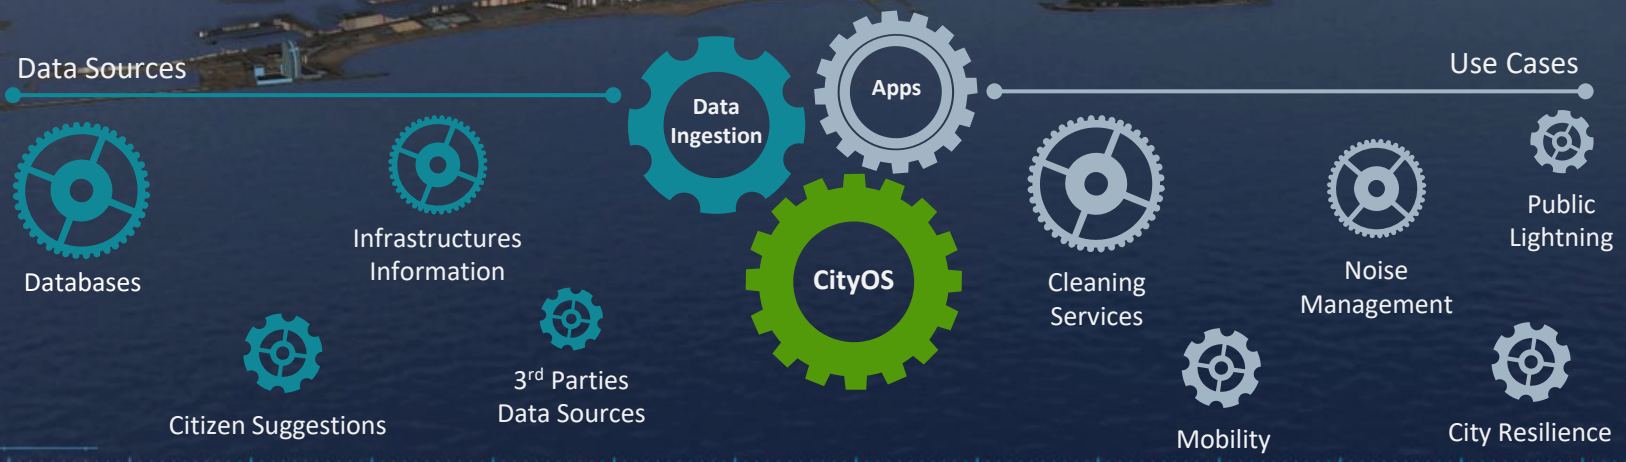 Data Sources
Use Cases
Data
Ingestion
Apps
CityOS
Databases
Infrastructures
Information
Citizen Suggestions
3rd Parties
Data Sources
Cleaning
Services
Noise
Management
Public
Lightning
Mobility
City Resilience